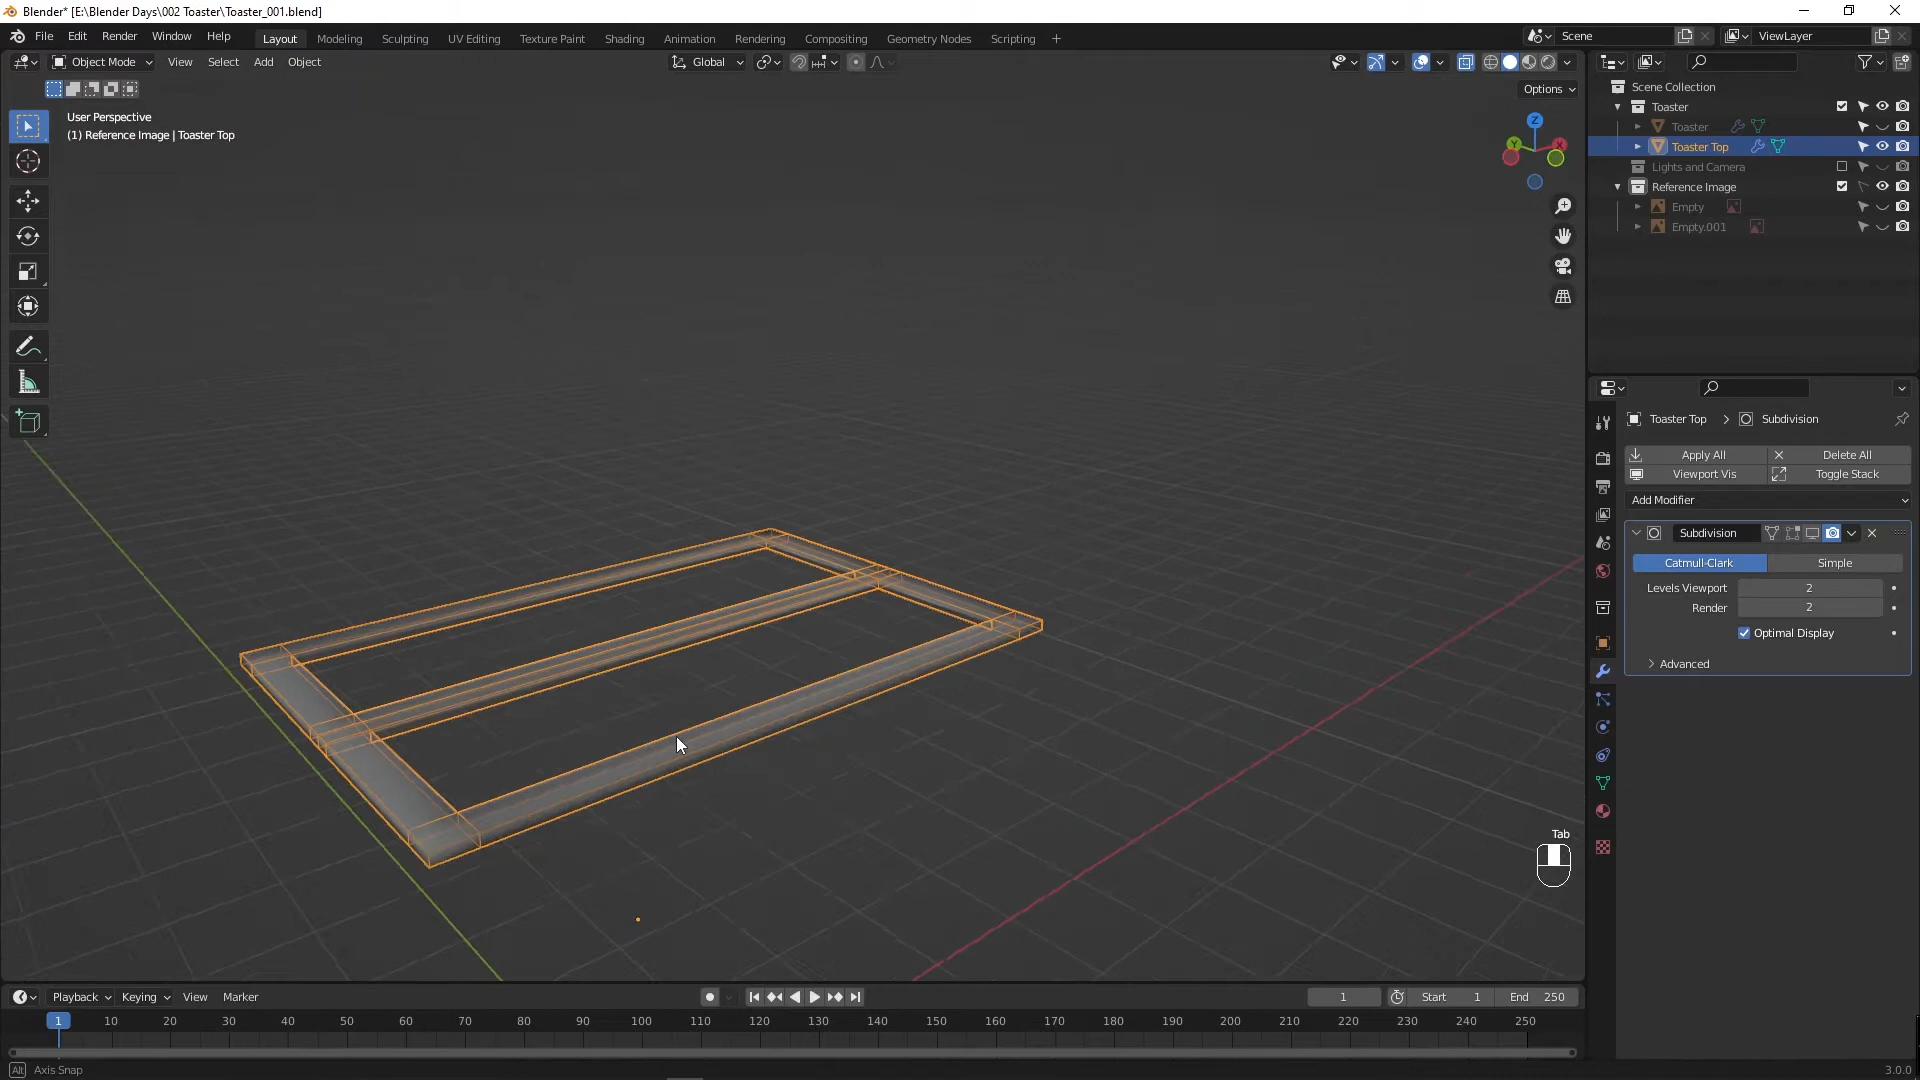 Blender* [E:\Blender Days\002 Toaster\Toaster_001.blend]
File Edit Render Window Help Layout Modeling Sculpting UV Editing Texture Paint Shading Animation Rendering Compositing Geometry Nodes Scripting + Scene ViewLayer
Object Mode View Select Add Object Global
Options
User Perspective
(1) Reference Image | Toaster Top
Z
Y
X
Scene Collection
Toaster
Toaster
Toaster Top
Lights and Camera
Reference Image
Empty
Empty.001
Toaster Top > Subdivision
Apply All Delete All
Viewport Vis Toggle Stack
Add Modifier
Subdivision
Catmull-Clark Simple
Levels Viewport 2
Render 2
Optimal Display
Advanced
Tab
Playback Keying View Marker 1 Start 1 End 250
1 10 20 30 40 50 60 70 80 90 100 110 120 130 140 150 160 170 180 190 200 210 220 230 240 250
Alt Axis Snap 3.0.0